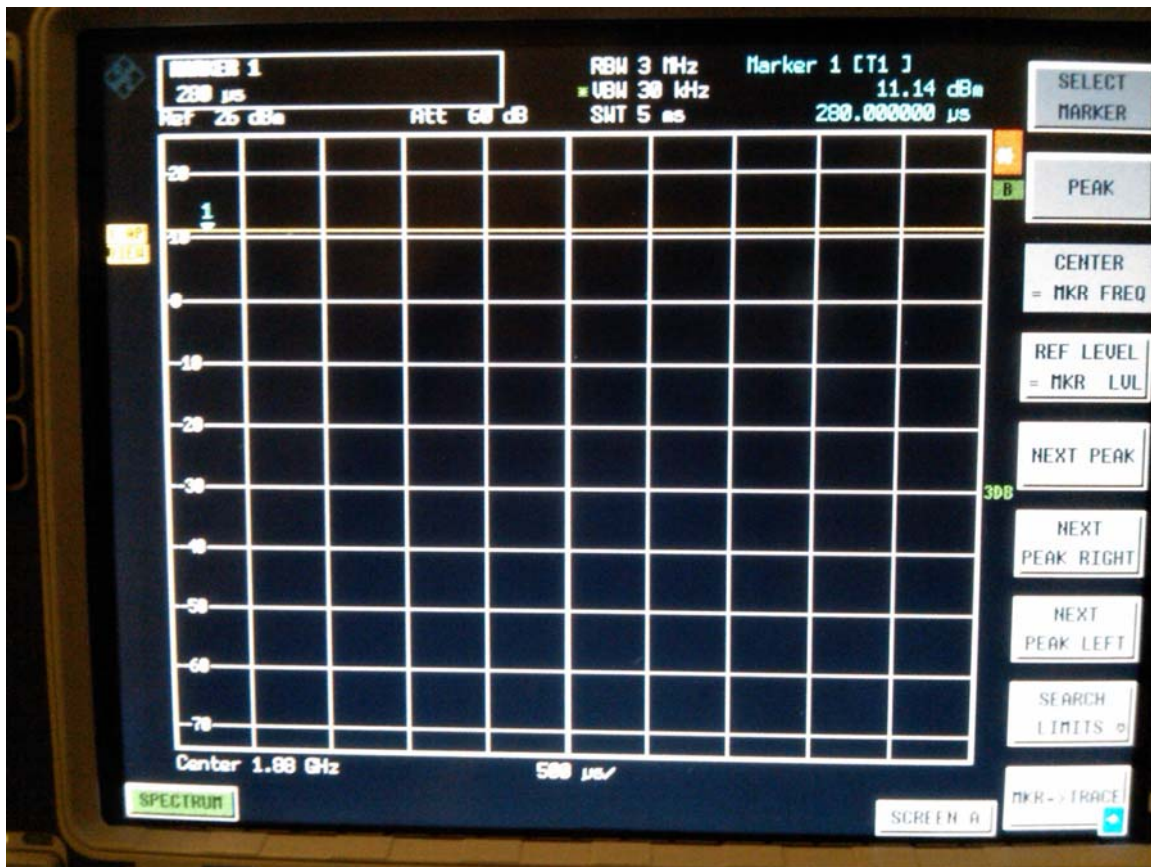 MARKER 1
280 µs
RBW 3 MHz
VBW 30 kHz
SWT 5 ms
Marker 1 [T1 ]
11.14 dBm
280.000000 µs
Ref 26 dBm
Att 60 dB
20
1
10
0
-10
-20
-30
-40
-50
-60
-70
B
3DB
Center 1.88 GHz
500 µs/
SPECTRUM
SCREEN A
SELECT
MARKER
PEAK
CENTER
= MKR FREQ
REF LEVEL
= MKR LVL
NEXT PEAK
NEXT
PEAK RIGHT
NEXT
PEAK LEFT
SEARCH
LIMITS
MKR->TRACE